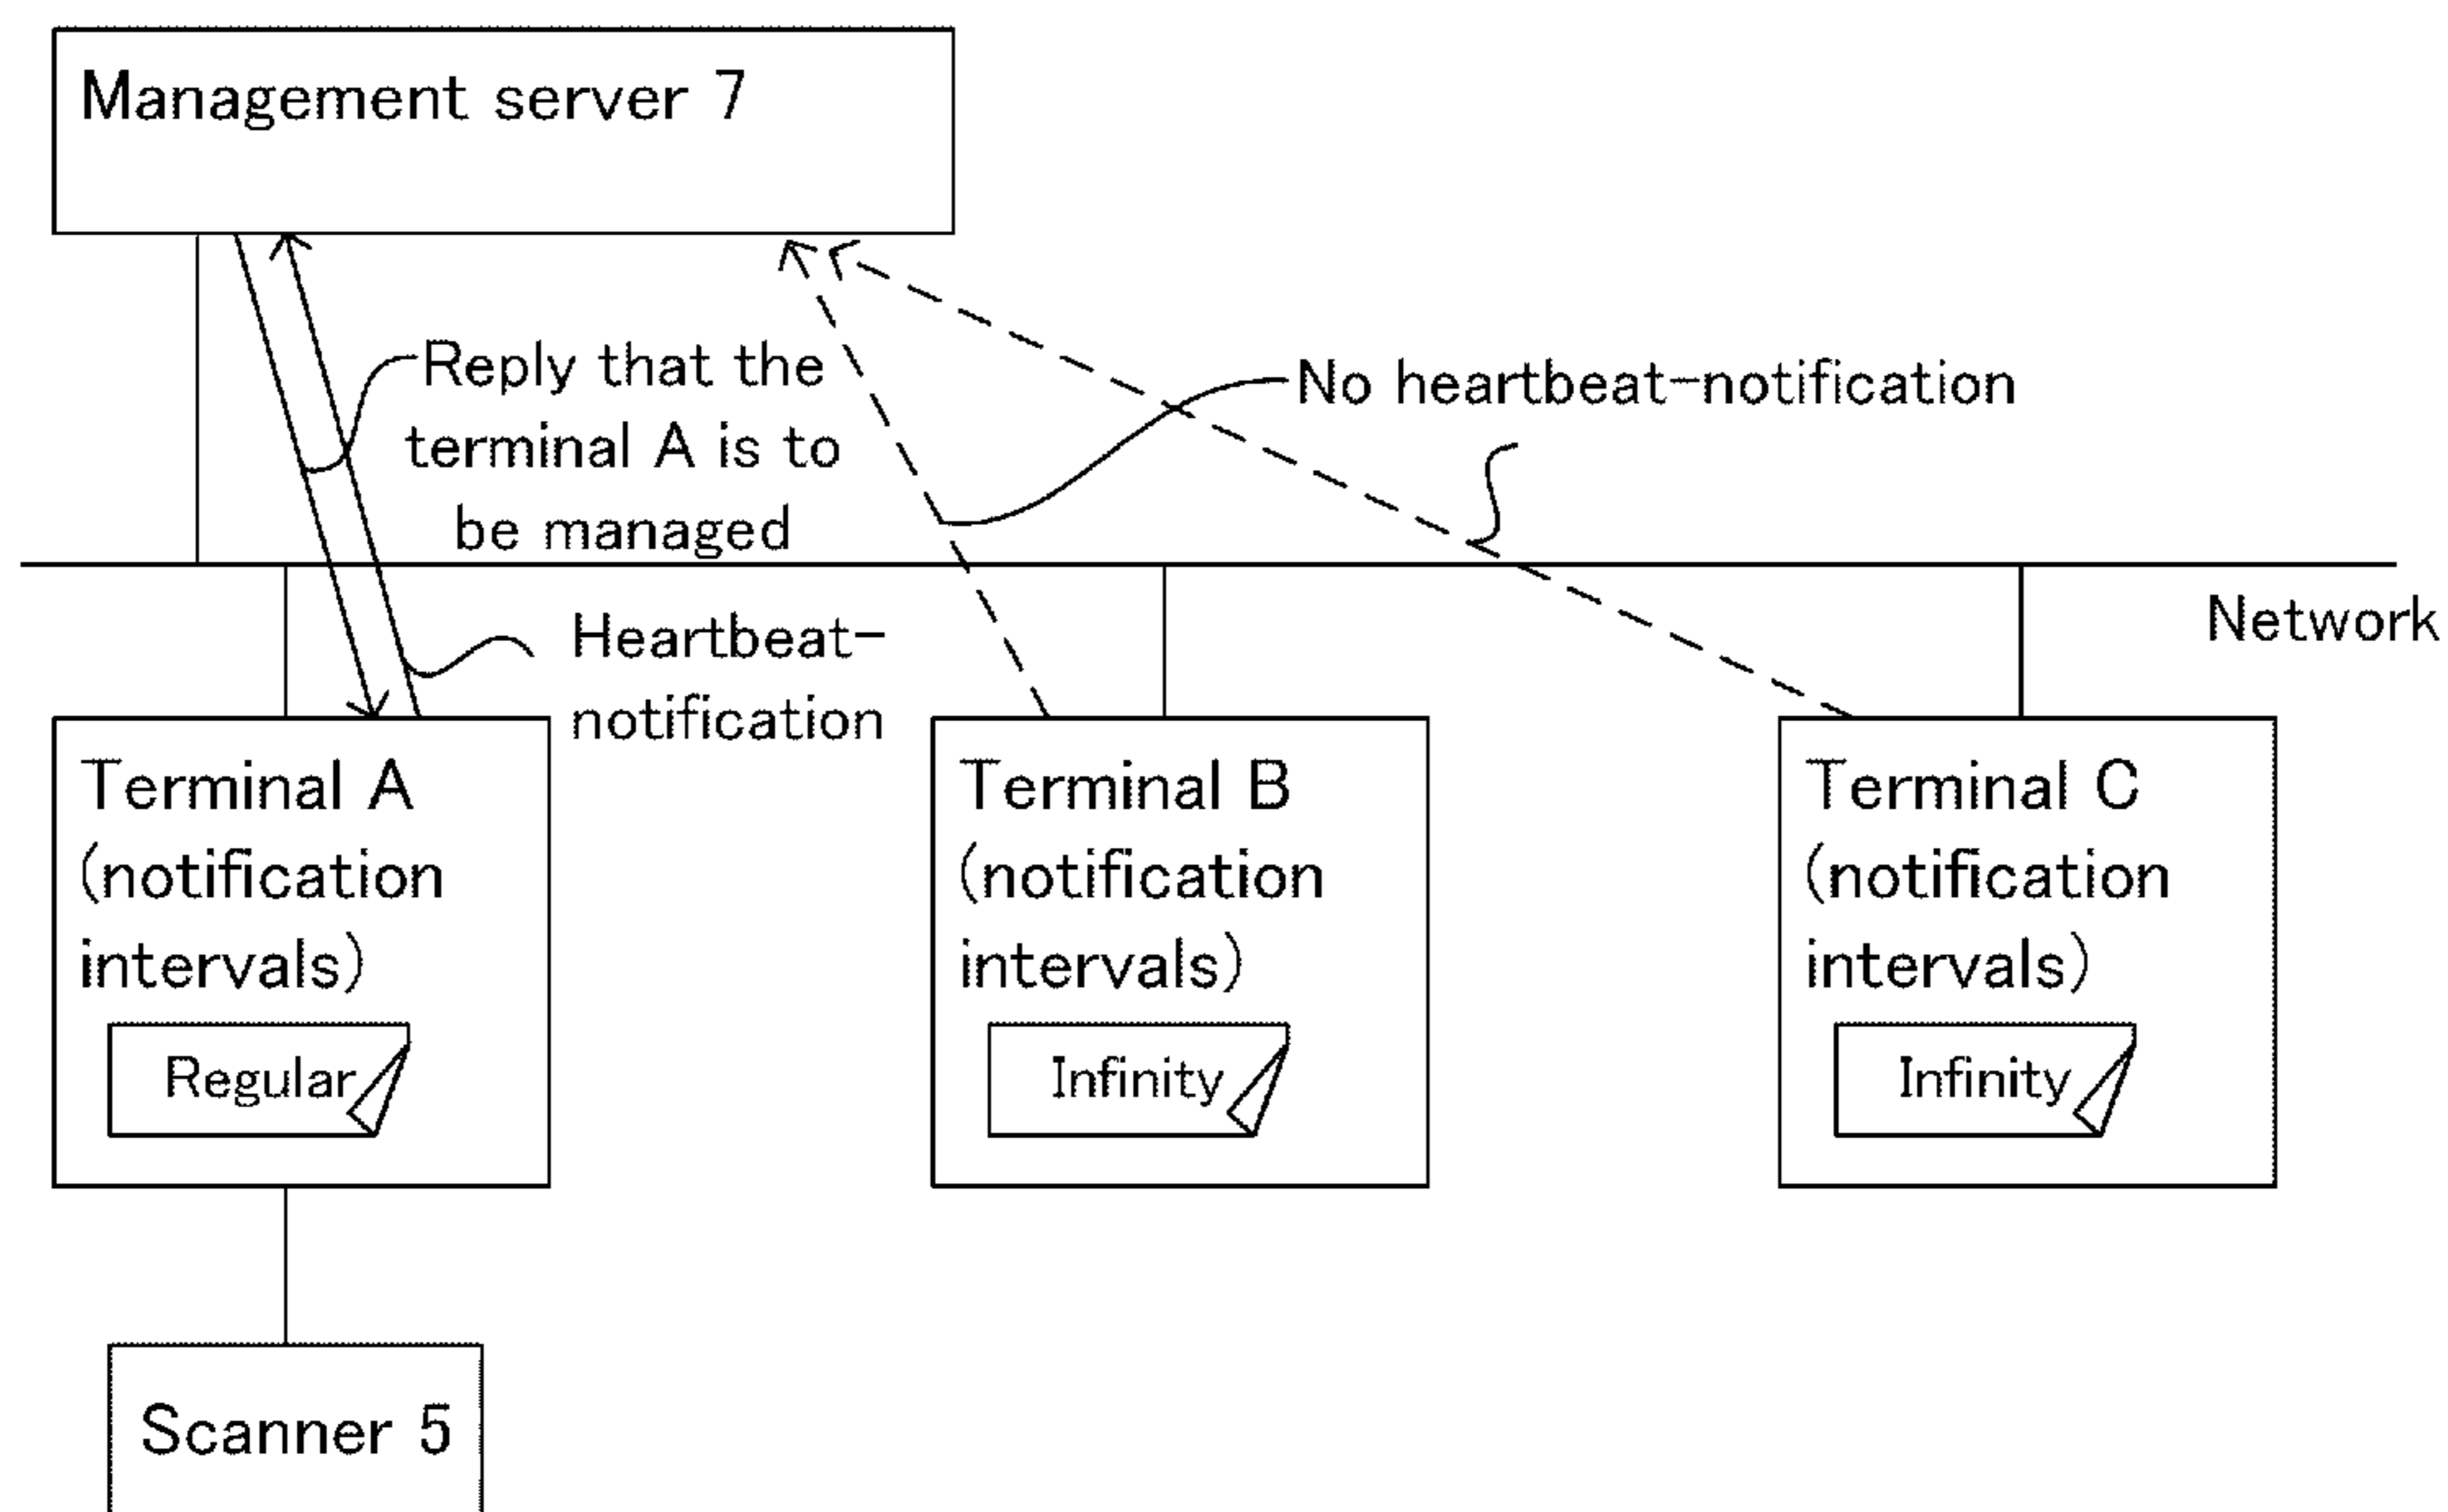 Management server 7
Reply that the
terminal A is to
be managed
No heartbeat-notification
Network
Heartbeat-
notification
Terminal A
(notification
intervals)
Regular
Terminal B
(notification
intervals)
Infinity
Terminal C
(notification
intervals)
Infinity
Scanner 5